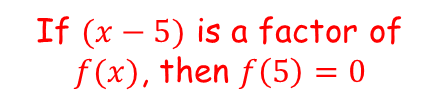 If (x − 5) is a factor of
f(x), then f(5) = 0